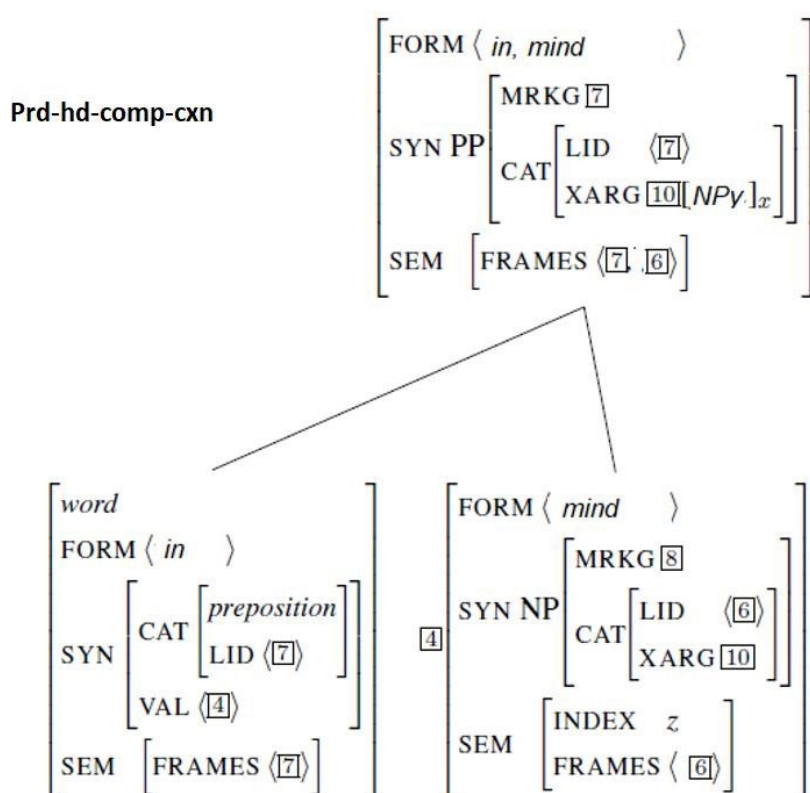 Prd-hd-comp-cxn
FORM ⟨ in, mind ⟩
MRKG 7
SYN PP
LID ⟨7⟩
CAT
XARG 10 [NPy.]x
SEM [FRAMES ⟨7, 6⟩]
word
FORM ⟨ in ⟩
preposition
CAT
LID ⟨7⟩
SYN
VAL ⟨4⟩
SEM [FRAMES ⟨7⟩]
4
FORM ⟨ mind ⟩
MRKG 8
SYN NP
LID ⟨6⟩
CAT
XARG 10
INDEX z
SEM
FRAMES ⟨ 6⟩